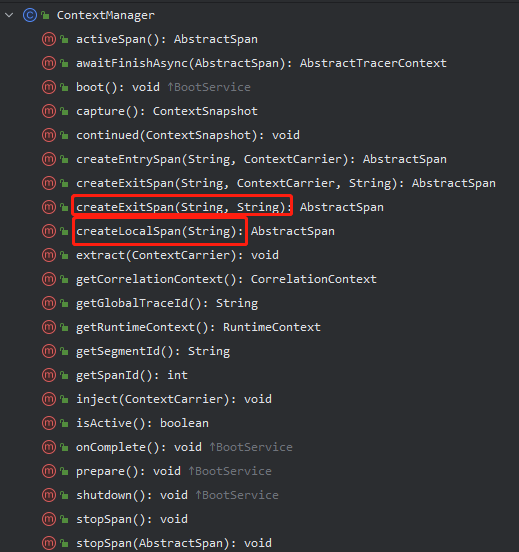 ContextManager
activeSpan(): AbstractSpan
awaitFinishAsync(AbstractSpan): AbstractTracerContext
boot(): void ↑BootService
capture(): ContextSnapshot
continued(ContextSnapshot): void
createEntrySpan(String, ContextCarrier): AbstractSpan
createExitSpan(String, ContextCarrier, String): AbstractSpan
createExitSpan(String, String): AbstractSpan
createLocalSpan(String): AbstractSpan
extract(ContextCarrier): void
getCorrelationContext(): CorrelationContext
getGlobalTraceId(): String
getRuntimeContext(): RuntimeContext
getSegmentId(): String
getSpanId(): int
inject(ContextCarrier): void
isActive(): boolean
onComplete(): void ↑BootService
prepare(): void ↑BootService
shutdown(): void ↑BootService
stopSpan(): void
stopSpan(AbstractSpan): void